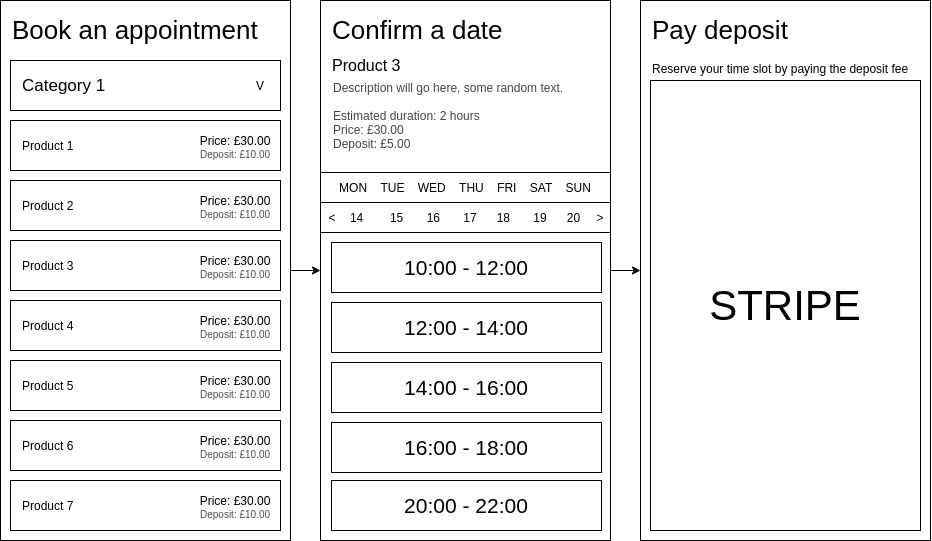 Book an appointment
Category 1 V
Product 1 Price: £30.00
Deposit: £10.00
Product 2 Price: £30.00
Deposit: £10.00
Product 3 Price: £30.00
Deposit: £10.00
Product 4 Price: £30.00
Deposit: £10.00
Product 5 Price: £30.00
Deposit: £10.00
Product 6 Price: £30.00
Deposit: £10.00
Product 7 Price: £30.00
Deposit: £10.00
Confirm a date
Product 3
Description will go here, some random text.
Estimated duration: 2 hours
Price: £30.00
Deposit: £5.00
MON TUE WED THU FRI SAT SUN
< 14 15 16 17 18 19 20 >
10:00 - 12:00
12:00 - 14:00
14:00 - 16:00
16:00 - 18:00
20:00 - 22:00
Pay deposit
Reserve your time slot by paying the deposit fee
STRIPE